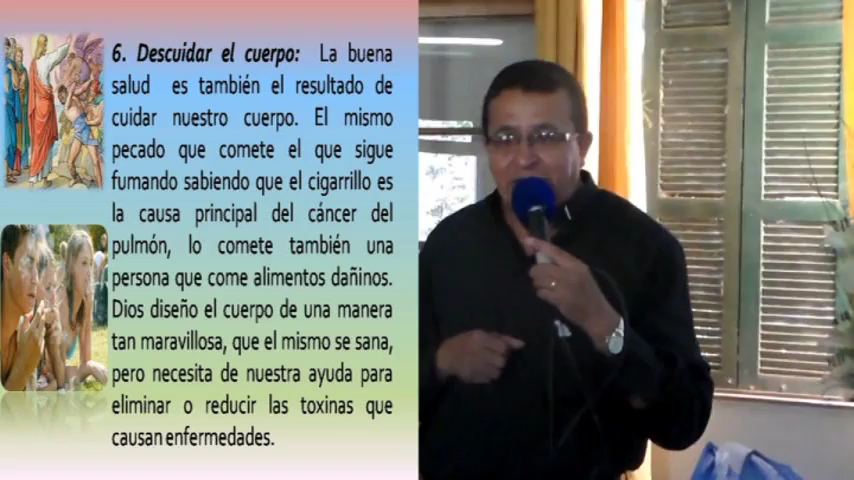 6. Descuidar el cuerpo: La buena
salud es también el resultado de
cuidar nuestro cuerpo. El mismo
pecado que comete el que sigue
fumando sabiendo que el cigarrillo es
la causa principal del cáncer del
pulmón, lo comete también una
persona que come alimentos dañinos.
Dios diseño el cuerpo de una manera
tan maravillosa, que el mismo se sana,
pero necesita de nuestra ayuda para
eliminar o reducir las toxinas que
causan enfermedades.